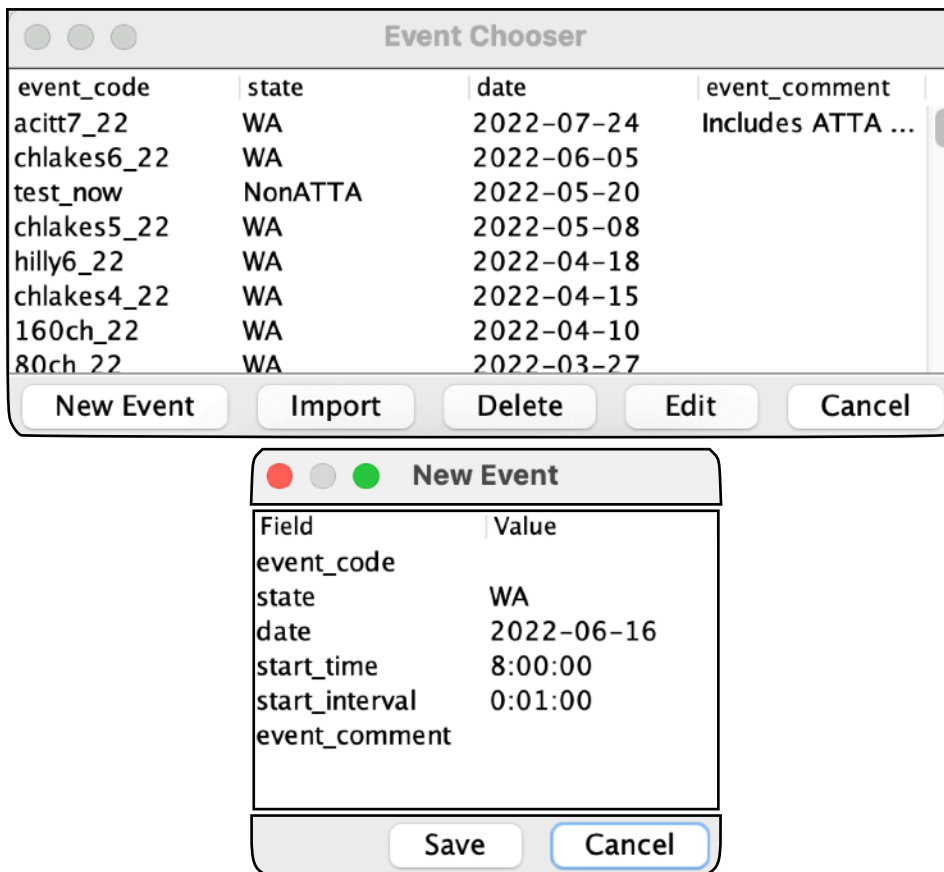 Event Chooser
event_code state date event_comment
acitt7_22 WA 2022-07-24 Includes ATTA ...
chlakes6_22 WA 2022-06-05
test_now NonATTA 2022-05-20
chlakes5_22 WA 2022-05-08
hilly6_22 WA 2022-04-18
chlakes4_22 WA 2022-04-15
160ch_22 WA 2022-04-10
80ch_22 WA 2022-03-27
New Event Import Delete Edit Cancel
New Event
Field Value
event_code
state WA
date 2022-06-16
start_time 8:00:00
start_interval 0:01:00
event_comment
Save Cancel